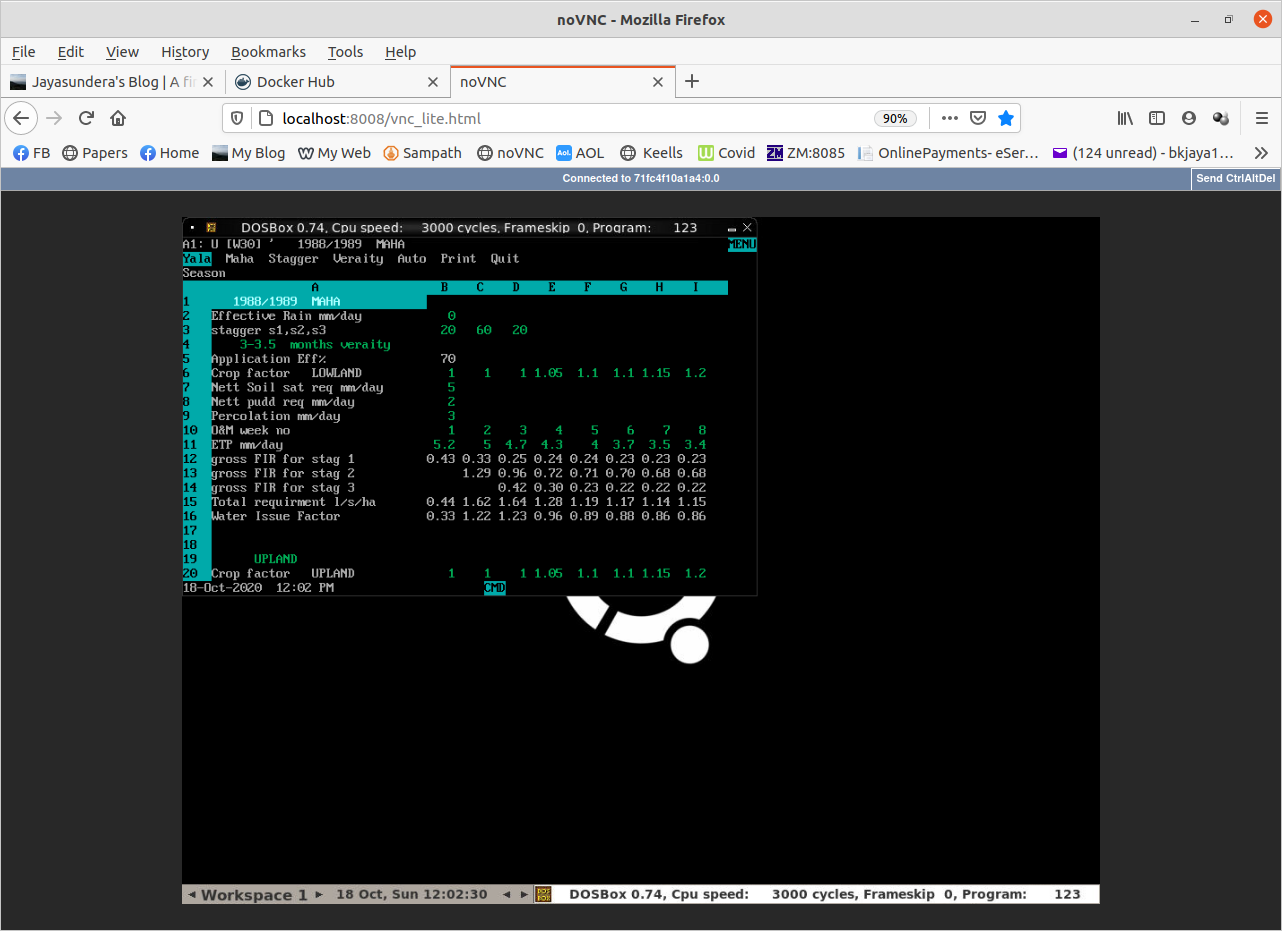 noVNC - Mozilla Firefox
File Edit View History Bookmarks Tools Help
Jayasundera's Blog | A fir Docker Hub noVNC
localhost:8008/vnc_lite.html 90%
FB Papers Home My Blog My Web Sampath noVNC AOL Keells Covid ZM:8085 OnlinePayments- eSer… (124 unread) - bkjaya1…
Connected to 71fc4f10a1a4:0.0 Send CtrlAltDel
DOSBox 0.74, Cpu speed: 3000 cycles, Frameskip 0, Program: 123
A1: U [W30] ' 1988/1989 MAHA MENU
Yala Maha Stagger Veraity Auto Print Quit
Season
A B C D E F G H I
1 1988/1989 MAHA
2 Effective Rain mm/day 0
3 stagger s1,s2,s3 20 60 20
4 3-3.5 months veraity
5 Application Eff% 70
6 Crop factor LOWLAND 1 1 1 1.05 1.1 1.1 1.15 1.2
7 Nett Soil sat req mm/day 5
8 Nett pudd req mm/day 2
9 Percolation mm/day 3
10 O&M week no 1 2 3 4 5 6 7 8
11 ETP mm/day 5.2 5 4.7 4.3 4 3.7 3.5 3.4
12 gross FIR for stag 1 0.43 0.33 0.25 0.24 0.24 0.23 0.23 0.23
13 gross FIR for stag 2 1.29 0.96 0.72 0.71 0.70 0.68 0.68
14 gross FIR for stag 3 0.42 0.30 0.23 0.22 0.22 0.22
15 Total requirment l/s/ha 0.44 1.62 1.64 1.28 1.19 1.17 1.14 1.15
16 Water Issue Factor 0.33 1.22 1.23 0.96 0.89 0.88 0.86 0.86
17
18
19 UPLAND
20 Crop factor UPLAND 1 1 1 1.05 1.1 1.1 1.15 1.2
18-Oct-2020 12:02 PM CMD
Workspace 1 18 Oct, Sun 12:02:30 DOSBox 0.74, Cpu speed: 3000 cycles, Frameskip 0, Program: 123